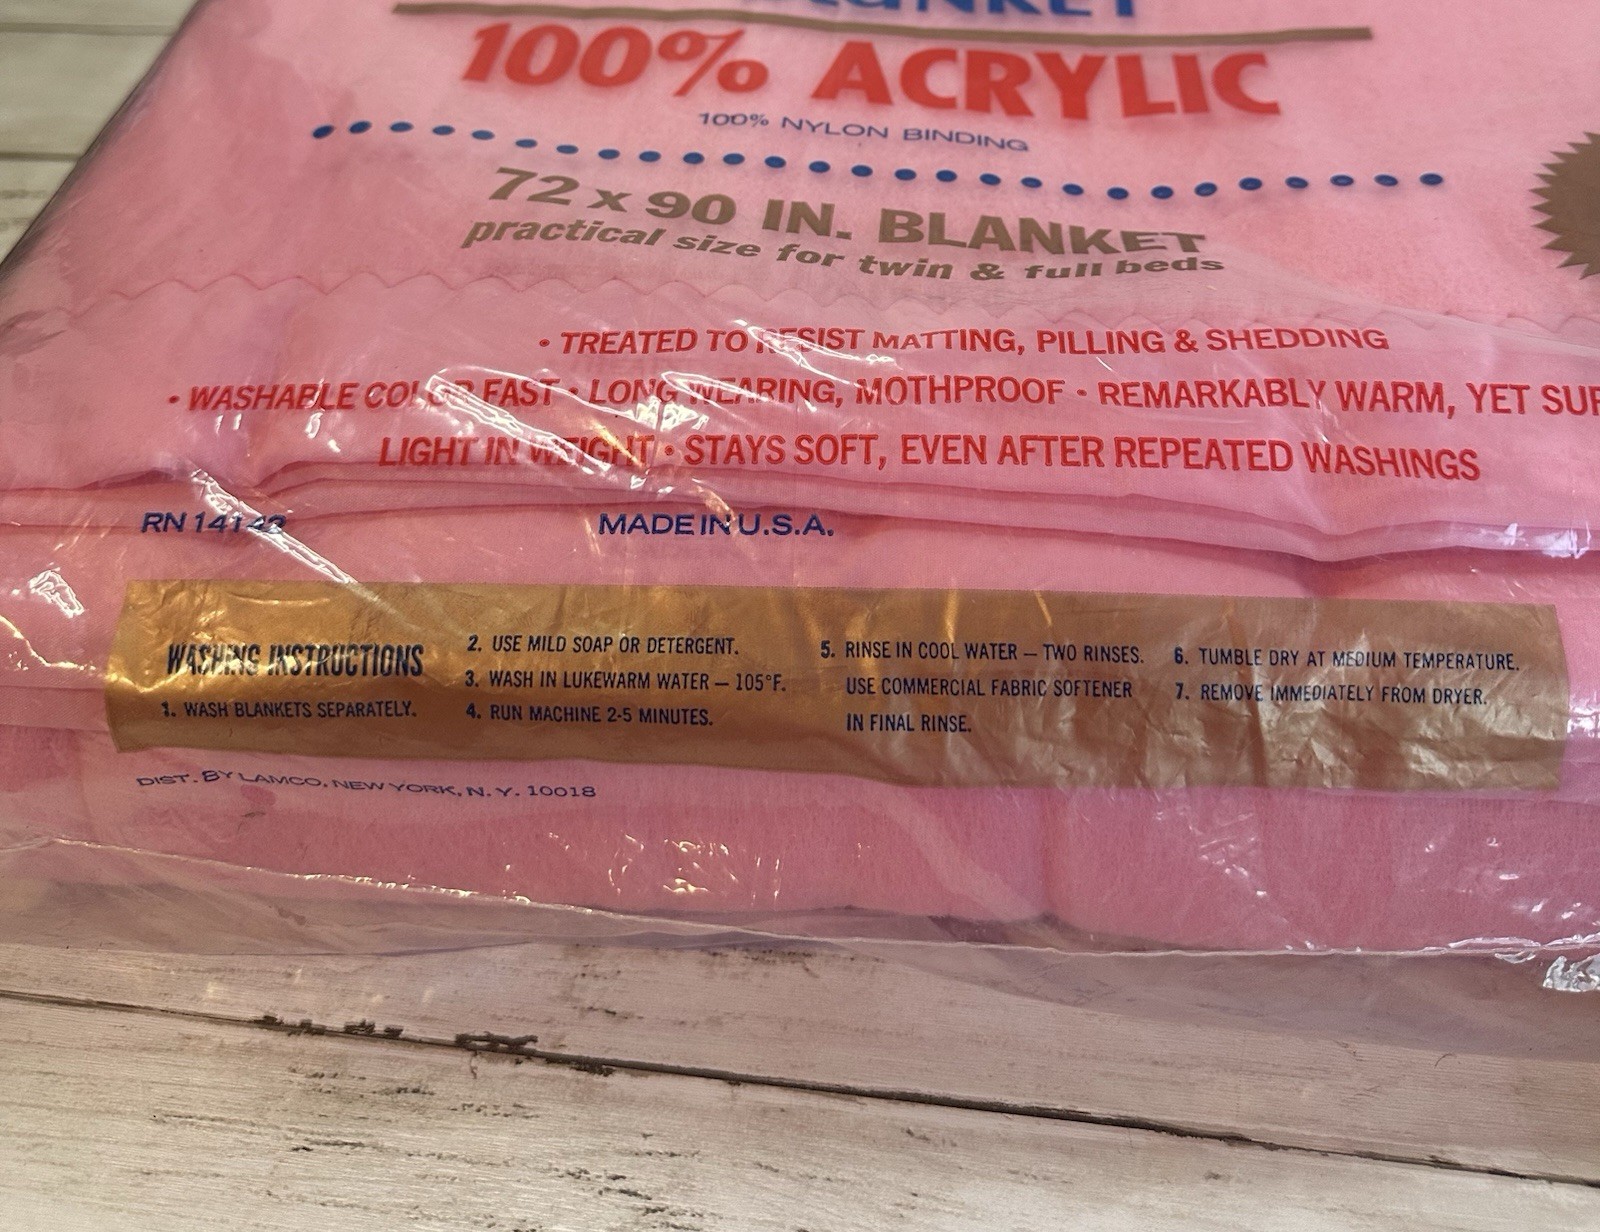 100% ACRYLIC
100% NYLON BINDING
72 x 90 IN. BLANKET
practical size for twin & full beds
• TREATED TO RESIST MATTING, PILLING & SHEDDING
• WASHABLE COLOR FAST • LONG WEARING, MOTHPROOF • REMARKABLY WARM, YET
LIGHT IN WEIGHT • STAYS SOFT, EVEN AFTER REPEATED WASHINGS
RN 14142 MADE IN U.S.A.
WASHING INSTRUCTIONS
1. WASH BLANKETS SEPARATELY.
2. USE MILD SOAP OR DETERGENT.
3. WASH IN LUKEWARM WATER — 105°F.
4. RUN MACHINE 2-5 MINUTES.
5. RINSE IN COOL WATER — TWO RINSES.
USE COMMERCIAL FABRIC SOFTENER
IN FINAL RINSE.
6. TUMBLE DRY AT MEDIUM TEMPERATURE.
7. REMOVE IMMEDIATELY FROM DRYER.
DIST. BY LAMCO, NEW YORK, N.Y. 10018